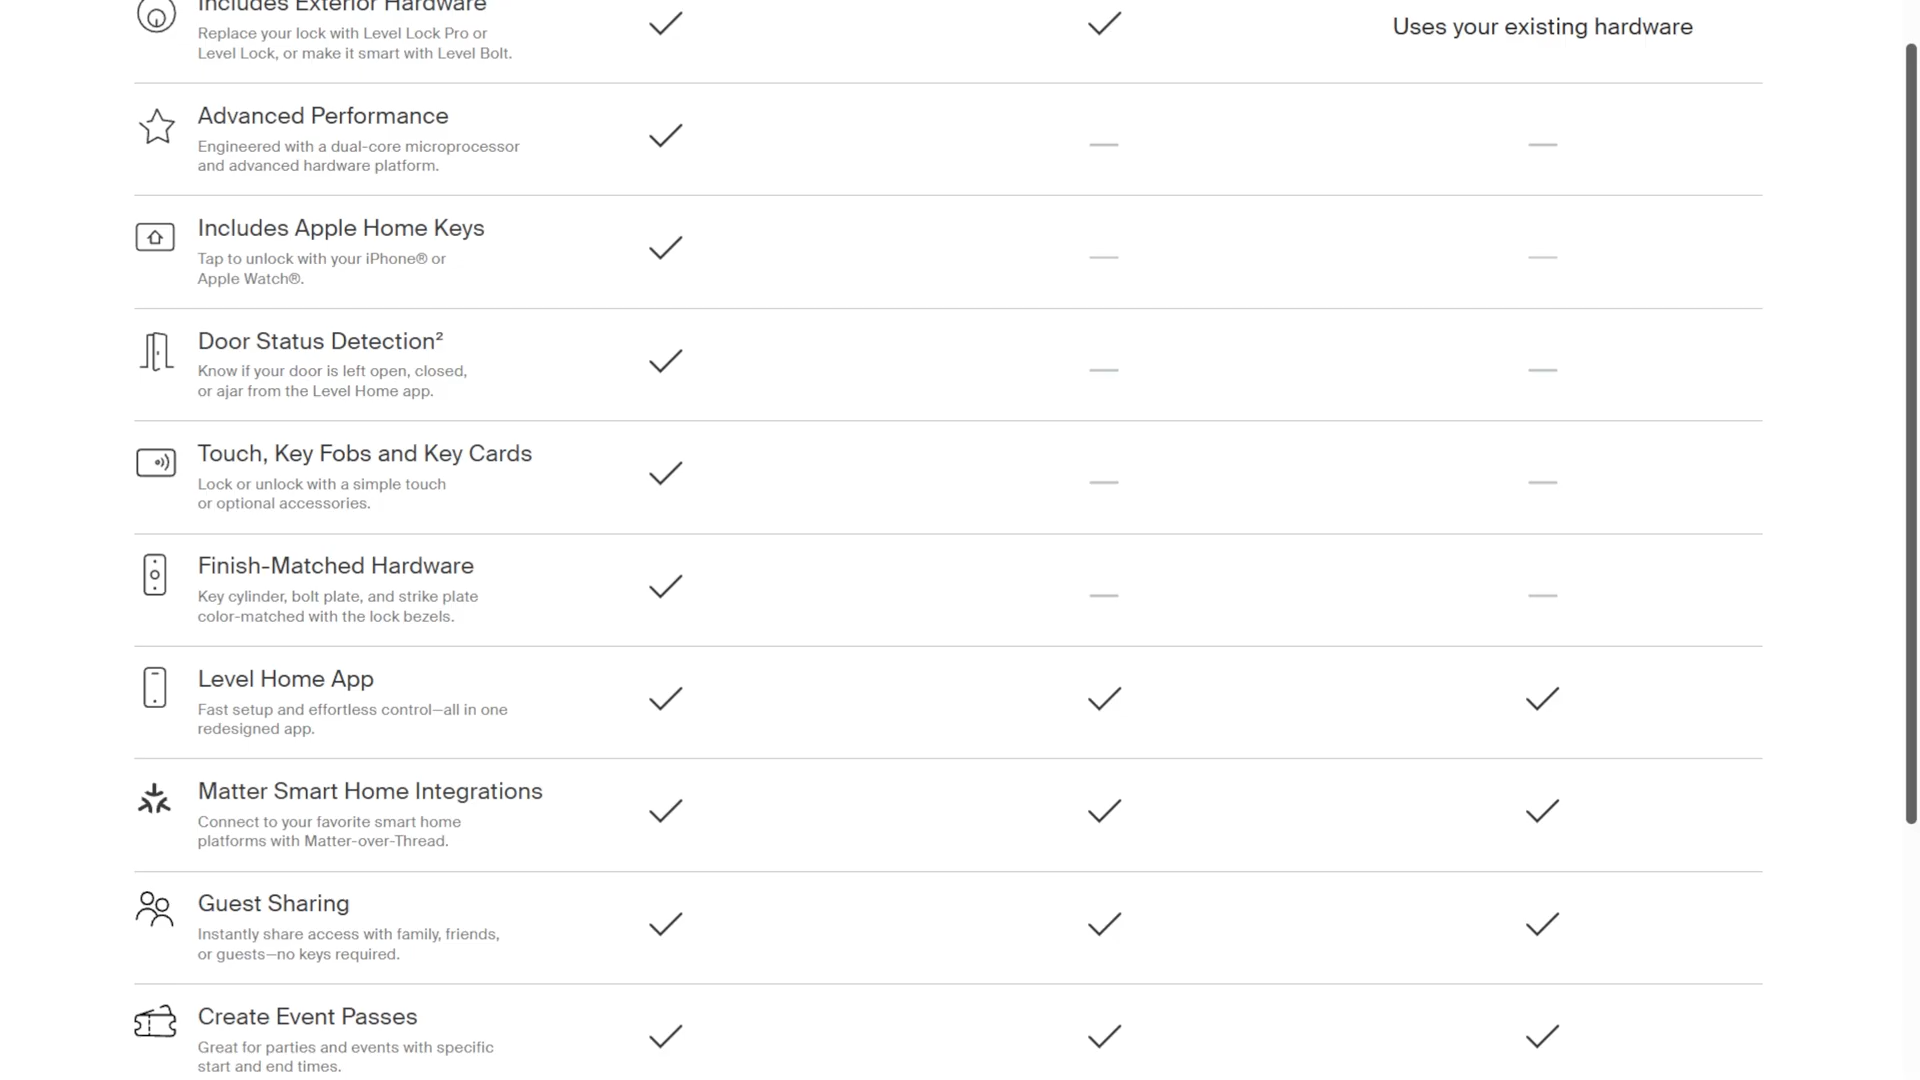 Includes Exterior Hardware
Replace your lock with Level Lock Pro or
Level Lock, or make it smart with Level Bolt.
Uses your existing hardware
Advanced Performance
Engineered with a dual-core microprocessor
and advanced hardware platform.
Includes Apple Home Keys
Tap to unlock with your iPhone® or
Apple Watch®.
Door Status Detection²
Know if your door is left open, closed,
or ajar from the Level Home app.
Touch, Key Fobs and Key Cards
Lock or unlock with a simple touch
or optional accessories.
Finish-Matched Hardware
Key cylinder, bolt plate, and strike plate
color-matched with the lock bezels.
Level Home App
Fast setup and effortless control—all in one
redesigned app.
Matter Smart Home Integrations
Connect to your favorite smart home
platforms with Matter-over-Thread.
Guest Sharing
Instantly share access with family, friends,
or guests—no keys required.
Create Event Passes
Great for parties and events with specific
start and end times.